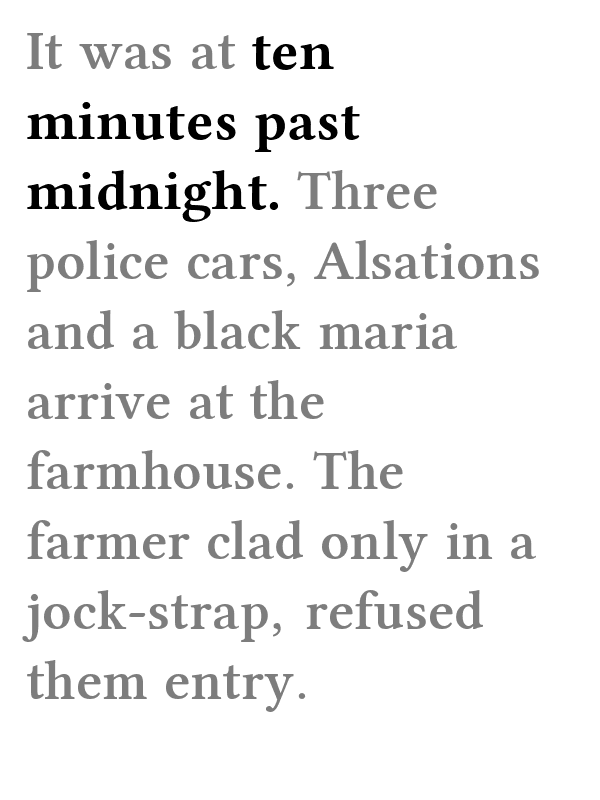 It was at ten
minutes past
midnight. Three
police cars, Alsations
and a black maria
arrive at the
farmhouse. The
farmer clad only in a
jock-strap, refused
them entry.